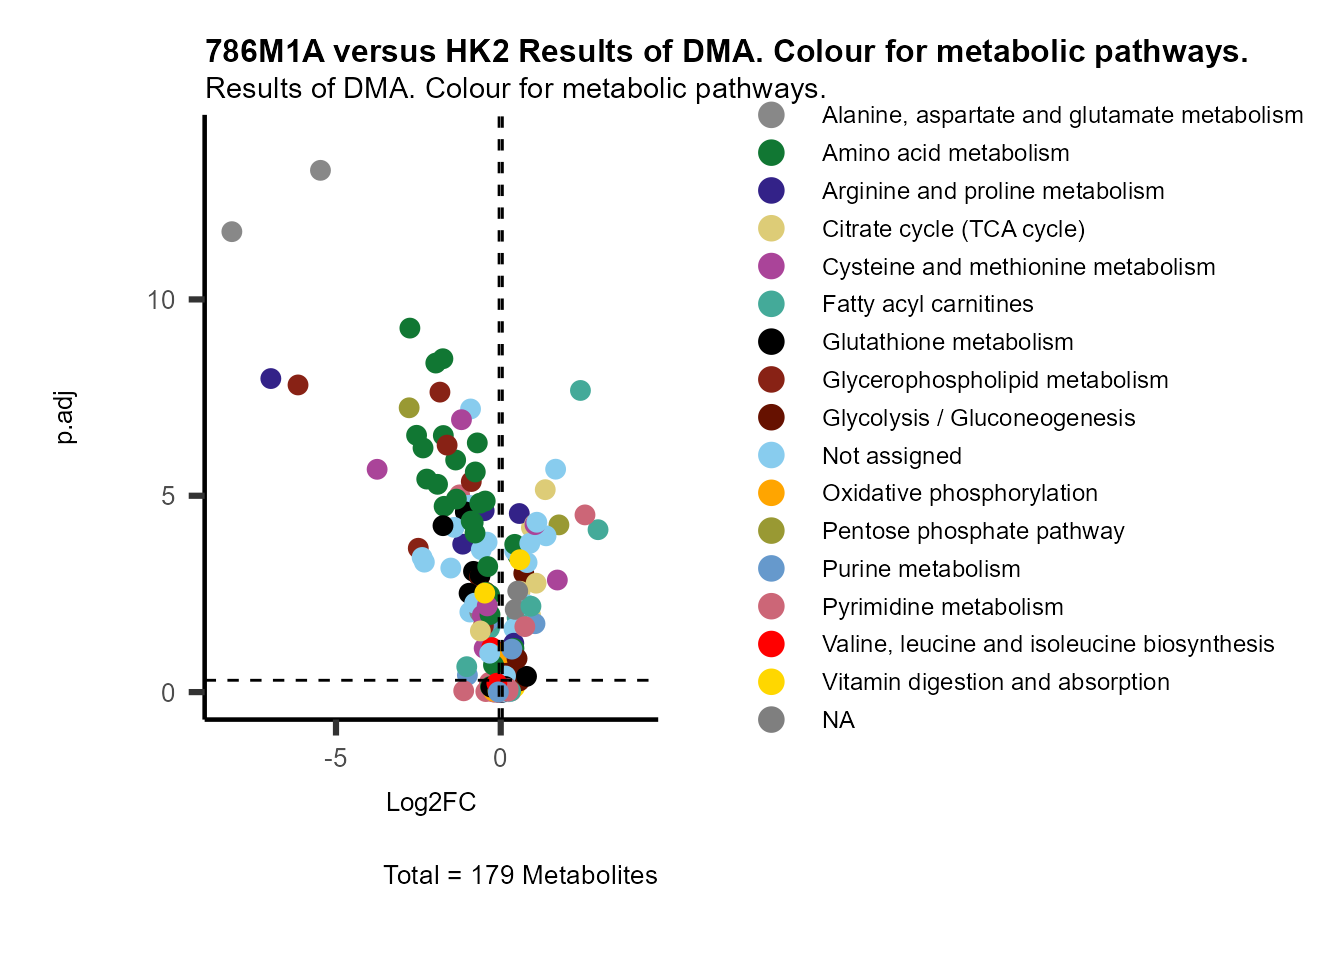 786M1A versus HK2 Results of DMA. Colour for metabolic pathways.
Results of DMA. Colour for metabolic pathways.
Alanine, aspartate and glutamate metabolism
Amino acid metabolism
Arginine and proline metabolism
Citrate cycle (TCA cycle)
Cysteine and methionine metabolism
Fatty acyl carnitines
Glutathione metabolism
Glycerophospholipid metabolism
Glycolysis / Gluconeogenesis
Not assigned
Oxidative phosphorylation
Pentose phosphate pathway
Purine metabolism
Pyrimidine metabolism
Valine, leucine and isoleucine biosynthesis
Vitamin digestion and absorption
NA
p.adj
10
5
0
-5
0
Log2FC
Total = 179 Metabolites